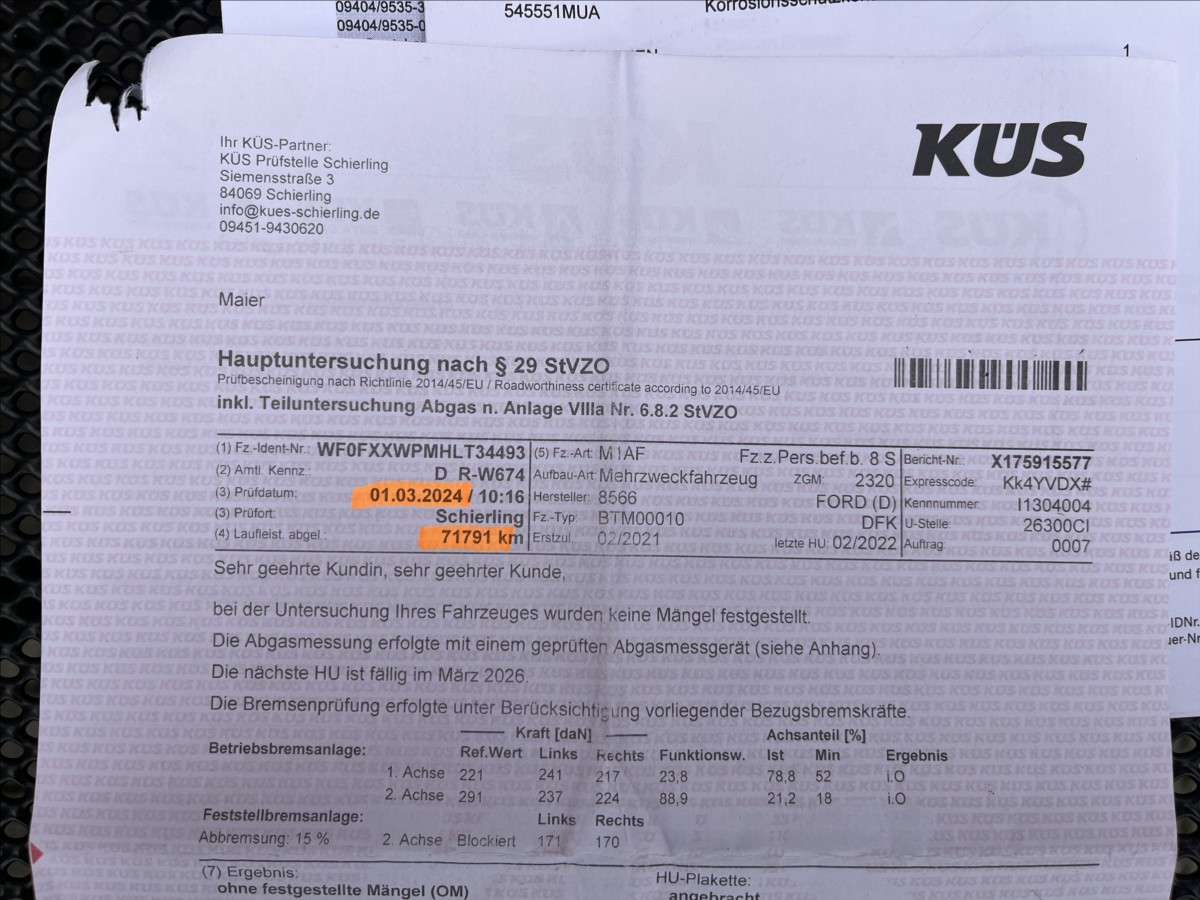 09404/9535-3
09404/9535-0
545551MUA
1
KÜS
Ihr KÜS-Partner:
KÜS Prüfstelle Schierling
Siemensstraße 3
84069 Schierling
info@kues-schierling.de
09451-9430620
Maier
Hauptuntersuchung nach § 29 StVZO
Prüfbescheinigung nach Richtlinie 2014/45/EU / Roadworthiness certificate according to 2014/45/EU
inkl. Teiluntersuchung Abgas n. Anlage VIIIa Nr. 6.8.2 StVZO
(1) Fz.-Ident-Nr.: WF0FXXWPMHLT34493 (5) Fz.-Art: M1AF Fz.z.Pers.bef.b. 8 S Bericht-Nr.: X175915577
(2) Amtl. Kennz.: D R-W674 Aufbau-Art: Mehrzweckfahrzeug ZGM: 2320 Expresscode: Kk4YVDX#
(3) Prüfdatum: 01.03.2024 / 10:16 Hersteller: 8566 FORD (D) Kennnummer: I1304004
(3) Prüfort: Schierling Fz.-Typ: BTM00010 DFK U-Stelle: 26300CI
(4) Laufleist. abgel.: 71791 km Erstzul.: 02/2021 letzte HU: 02/2022 Auftrag: 0007
Sehr geehrte Kundin, sehr geehrter Kunde,
bei der Untersuchung Ihres Fahrzeuges wurden keine Mängel festgestellt.
Die Abgasmessung erfolgte mit einem geprüften Abgasmessgerät (siehe Anhang).
Die nächste HU ist fällig im März 2026.
Die Bremsenprüfung erfolgte unter Berücksichtigung vorliegender Bezugsbremskräfte.
Kraft [daN] Achsanteil [%]
Betriebsbremsanlage: Ref.Wert Links Rechts Funktionsw. Ist Min Ergebnis
1. Achse 221 241 217 23,8 78,8 52 i.O
2. Achse 291 237 224 88,9 21,2 18 i.O
Feststellbremsanlage: Links Rechts
Abbremsung: 15 % 2. Achse Blockiert 171 170
(7) Ergebnis: HU-Plakette:
ohne festgestellte Mängel (OM) angebracht